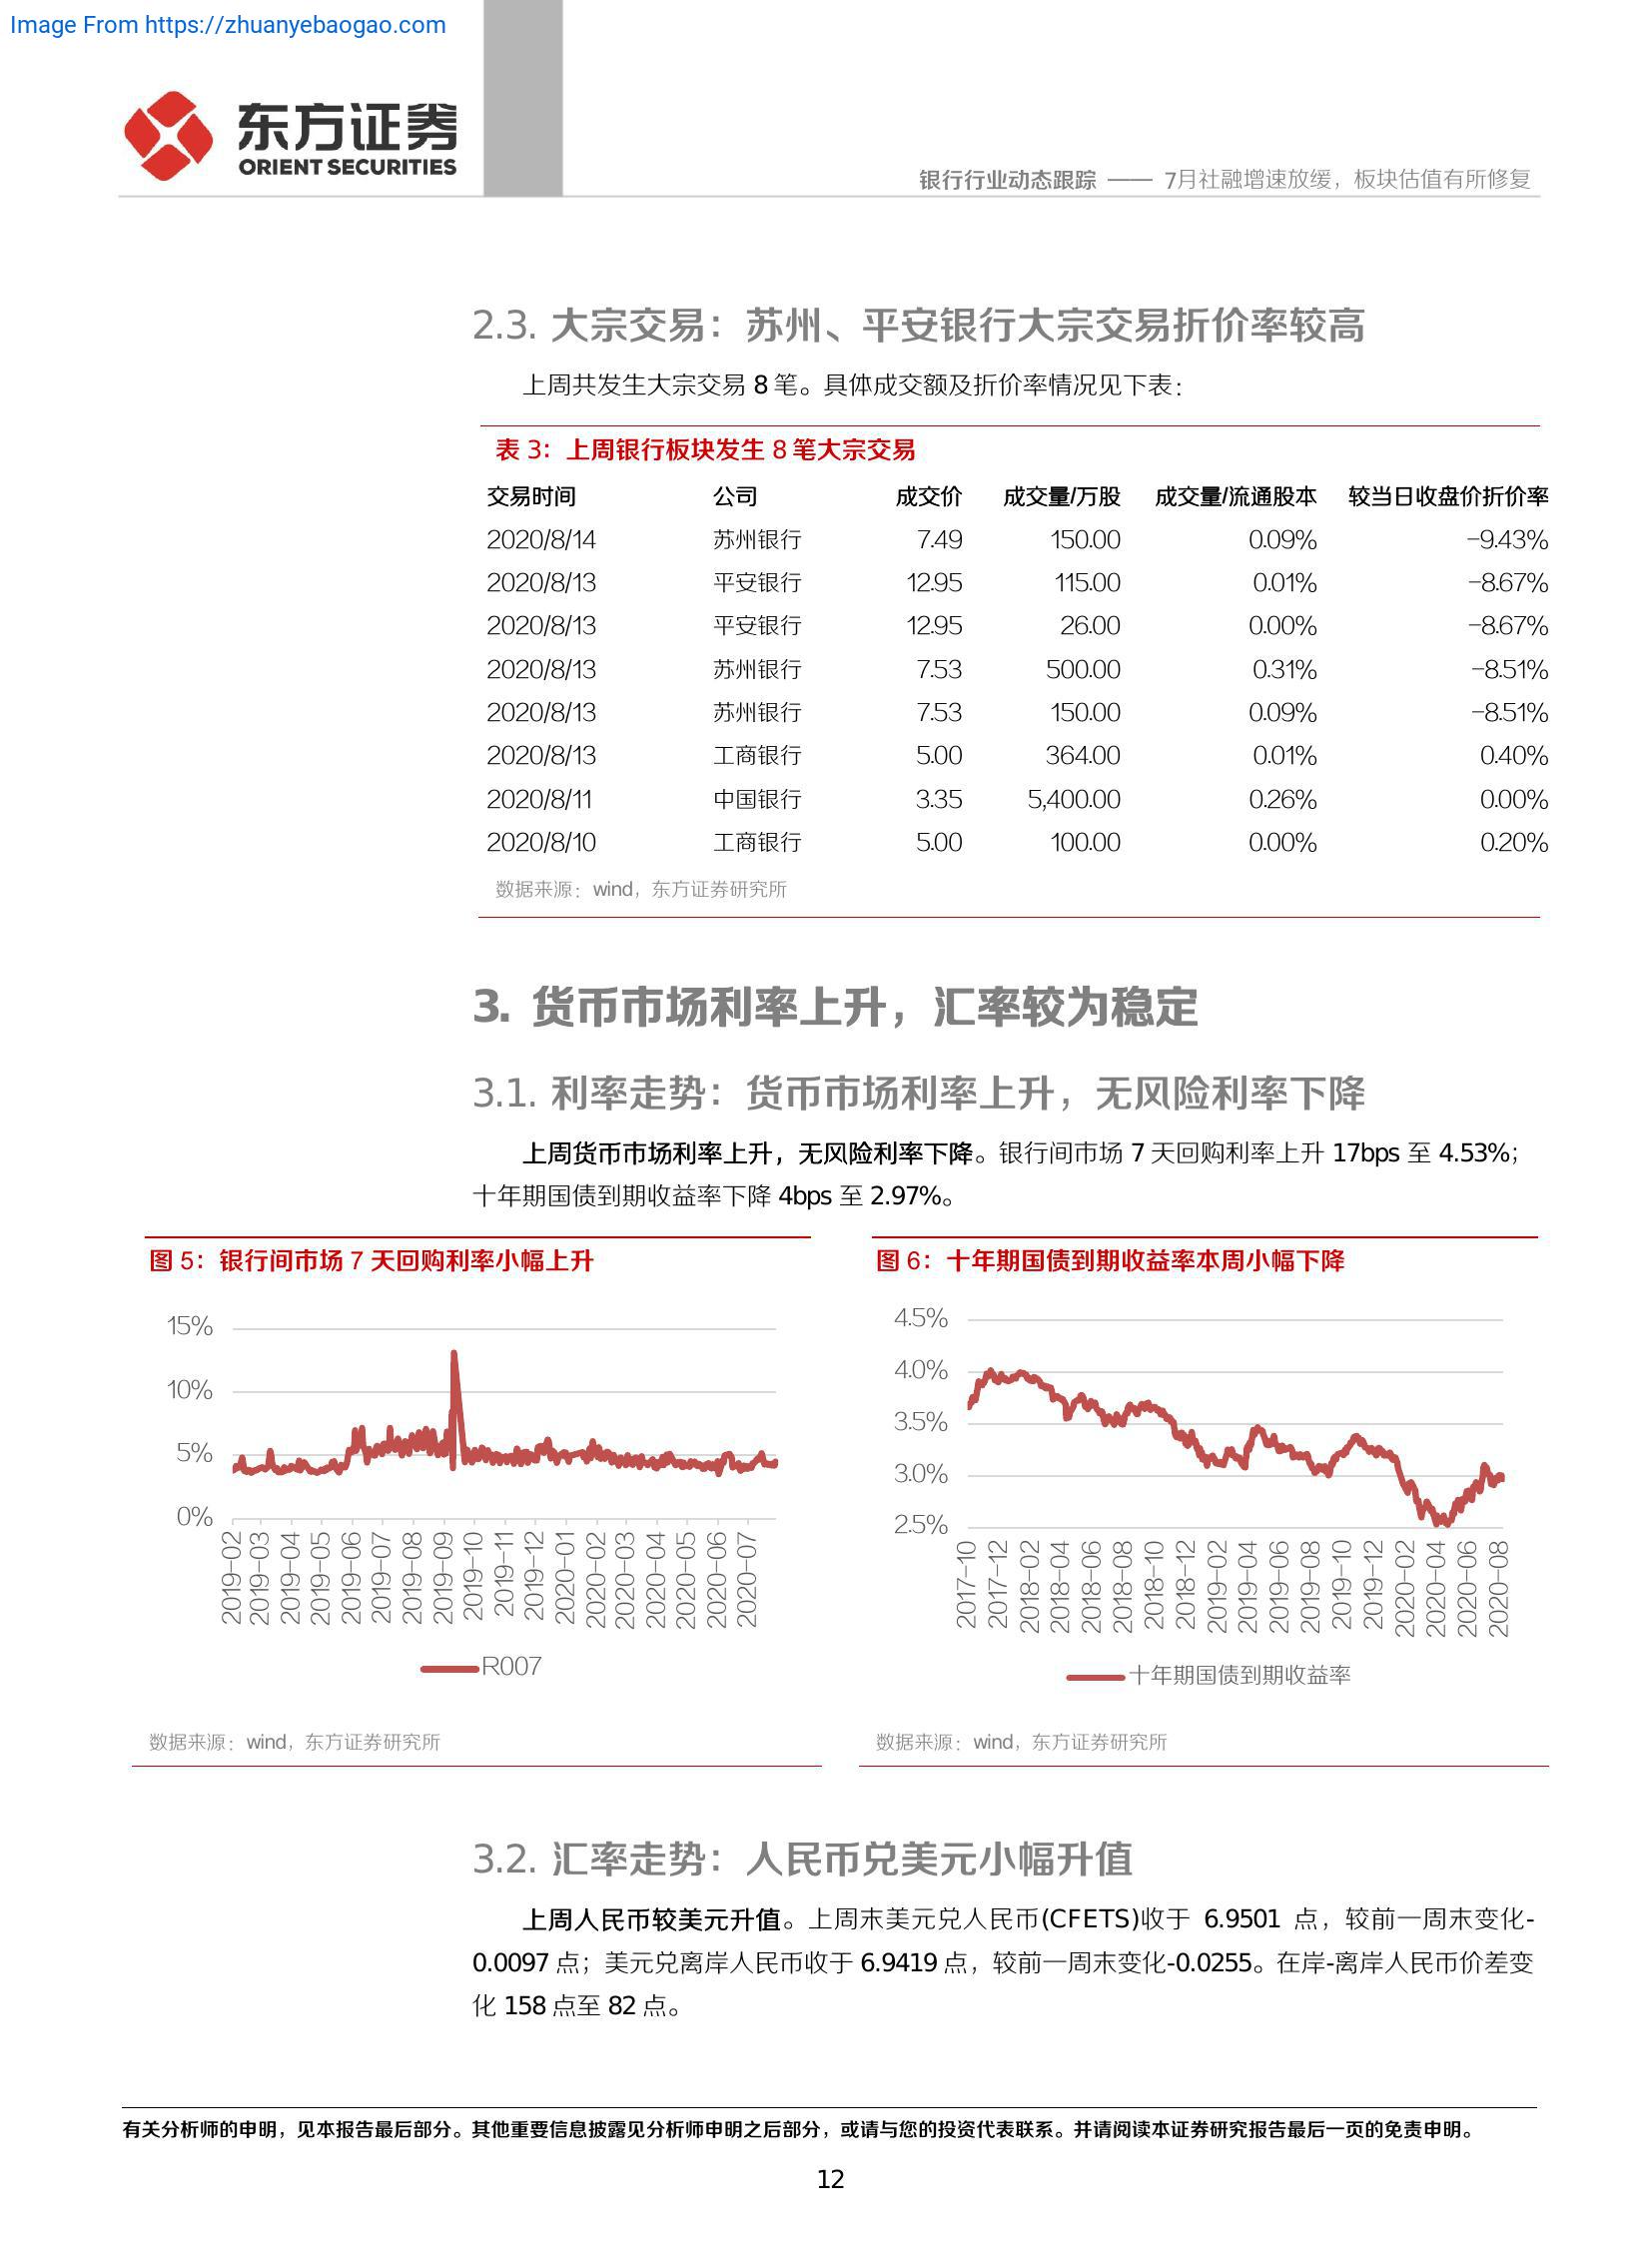 Image From https://zhuanyebaogao.com
东方证券
ORIENT SECURITIES
银行行业动态跟踪 —— 7月社融增速放缓，板块估值有所修复
2.3. 大宗交易：苏州、平安银行大宗交易折价率较高
上周共发生大宗交易 8 笔。具体成交额及折价率情况见下表：
表 3：上周银行板块发生 8 笔大宗交易
交易时间 公司 成交价 成交量/万股 成交量/流通股本 较当日收盘价折价率
2020/8/14 苏州银行 7.49 150.00 0.09% -9.43%
2020/8/13 平安银行 12.95 115.00 0.01% -8.67%
2020/8/13 平安银行 12.95 26.00 0.00% -8.67%
2020/8/13 苏州银行 7.53 500.00 0.31% -8.51%
2020/8/13 苏州银行 7.53 150.00 0.09% -8.51%
2020/8/13 工商银行 5.00 364.00 0.01% 0.40%
2020/8/11 中国银行 3.35 5,400.00 0.26% 0.00%
2020/8/10 工商银行 5.00 100.00 0.00% 0.20%
数据来源：wind，东方证券研究所
3. 货币市场利率上升，汇率较为稳定
3.1. 利率走势：货币市场利率上升，无风险利率下降
上周货币市场利率上升，无风险利率下降。银行间市场 7 天回购利率上升 17bps 至 4.53%；
十年期国债到期收益率下降 4bps 至 2.97%。
图 5：银行间市场 7 天回购利率小幅上升
15%
10%
5%
0%
2019-02 2019-03 2019-04 2019-05 2019-06 2019-07 2019-08 2019-09 2019-10 2019-11 2019-12 2020-01 2020-02 2020-03 2020-04 2020-05 2020-06 2020-07
R007
数据来源：wind，东方证券研究所
图 6：十年期国债到期收益率本周小幅下降
4.5%
4.0%
3.5%
3.0%
2.5%
2017-10 2017-12 2018-02 2018-04 2018-06 2018-08 2018-10 2018-12 2019-02 2019-04 2019-06 2019-08 2019-10 2019-12 2020-02 2020-04 2020-06 2020-08
十年期国债到期收益率
数据来源：wind，东方证券研究所
3.2. 汇率走势：人民币兑美元小幅升值
上周人民币较美元升值。上周末美元兑人民币(CFETS)收于 6.9501 点，较前一周末变化-
0.0097 点；美元兑离岸人民币收于 6.9419 点，较前一周末变化-0.0255。在岸-离岸人民币价差变
化 158 点至 82 点。
有关分析师的申明，见本报告最后部分。其他重要信息披露见分析师申明之后部分，或请与您的投资代表联系。并请阅读本证券研究报告最后一页的免责申明。
12